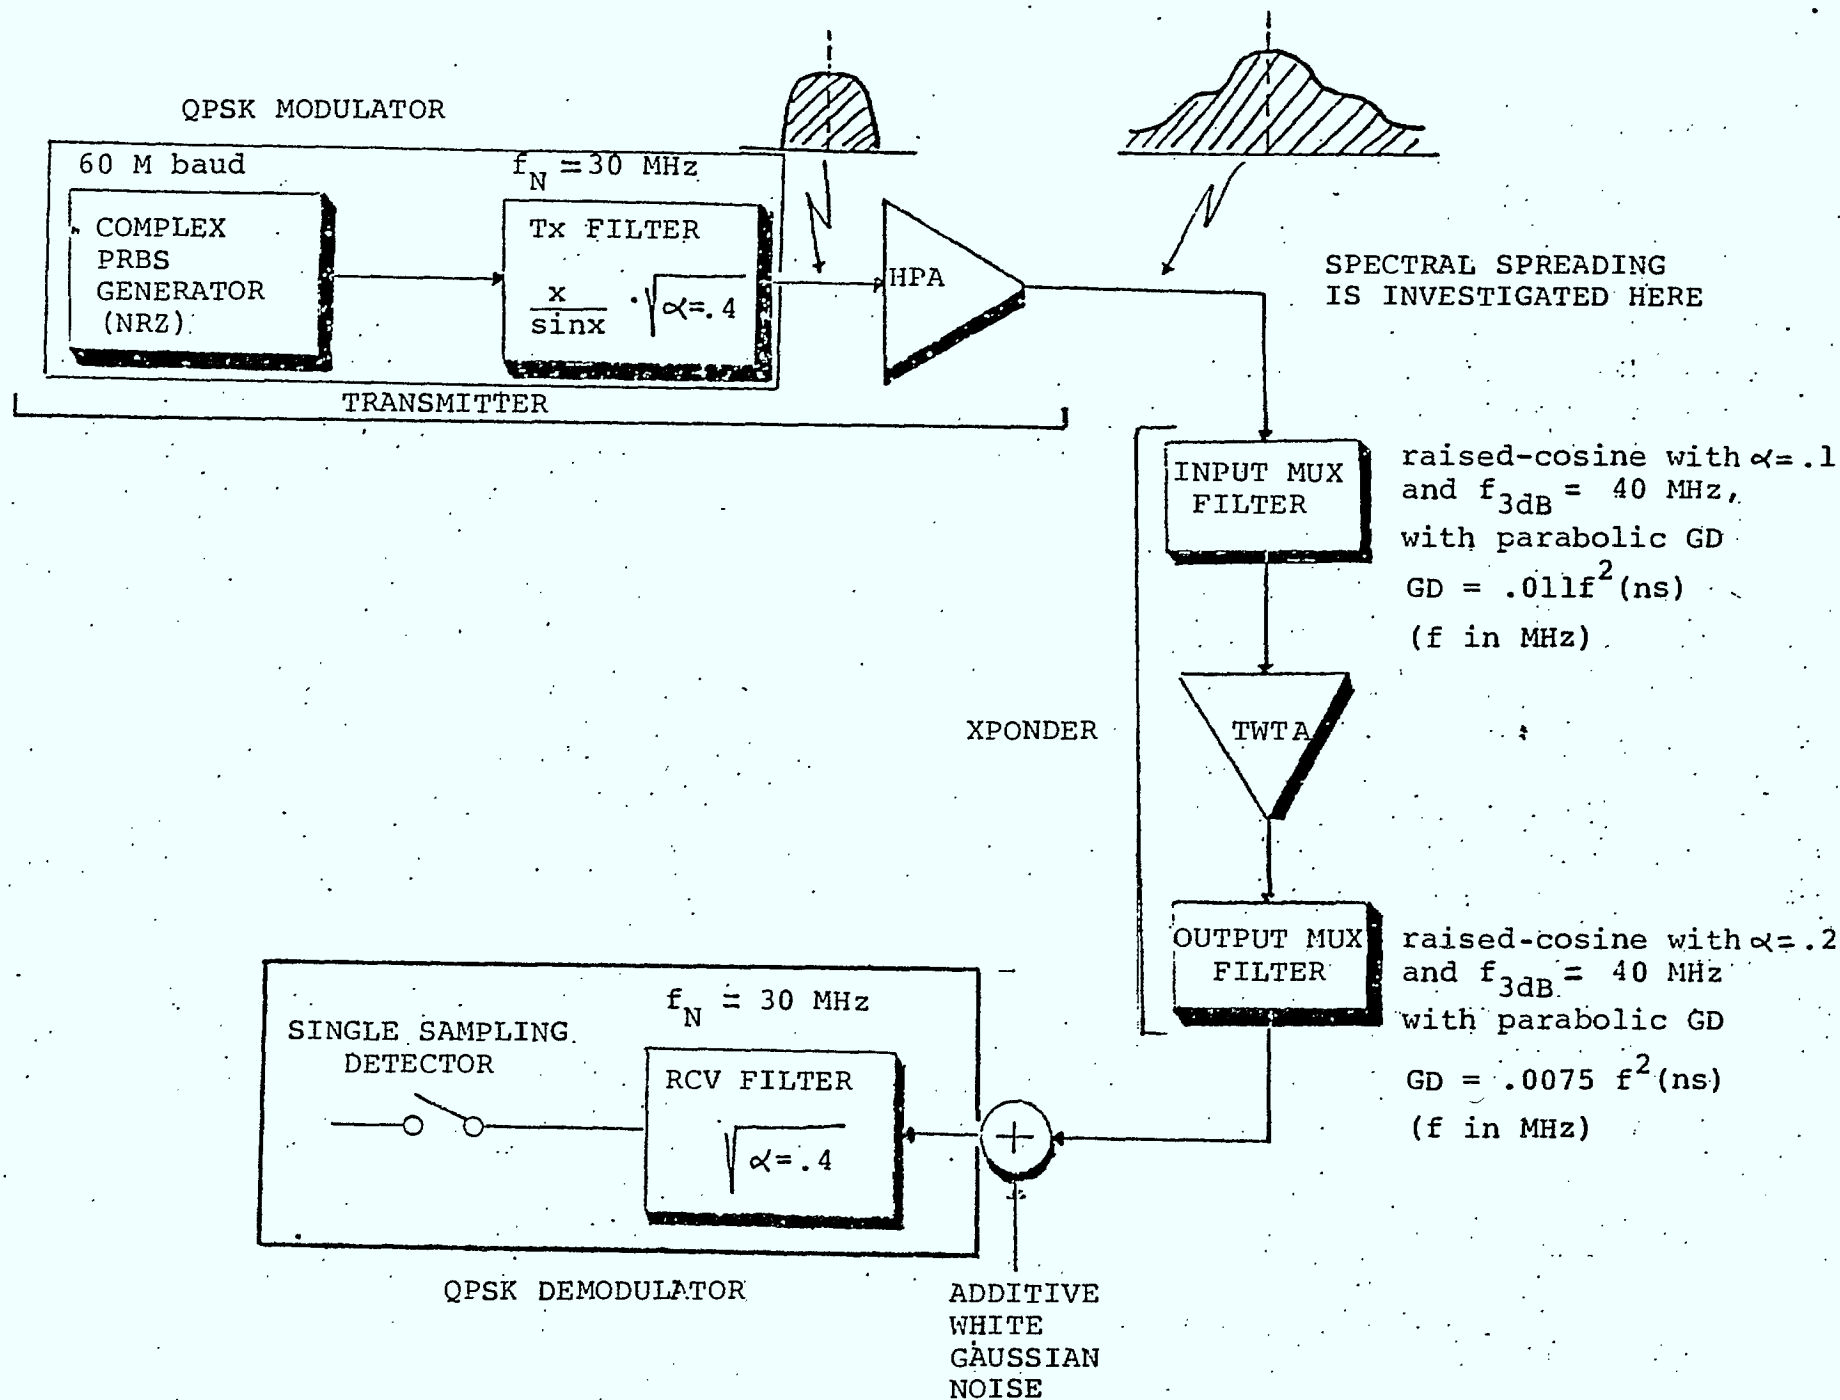 QPSK MODULATOR
60 M baud
f_N = 30 MHz
COMPLEX
PRBS
GENERATOR
(NRZ)
Tx FILTER
x/sinx · √α=.4
HPA
TRANSMITTER
SPECTRAL SPREADING
IS INVESTIGATED HERE
INPUT MUX
FILTER
raised-cosine with α=.1
and f_3dB = 40 MHz,
with parabolic GD
GD = .011f²(ns)
(f in MHz)
XPONDER
TWTA
OUTPUT MUX
FILTER
raised-cosine with α=.2
and f_3dB = 40 MHz
with parabolic GD
GD = .0075 f²(ns)
(f in MHz)
f_N = 30 MHz
SINGLE SAMPLING
DETECTOR
RCV FILTER
√α=.4
+
QPSK DEMODULATOR
ADDITIVE
WHITE
GAUSSIAN
NOISE